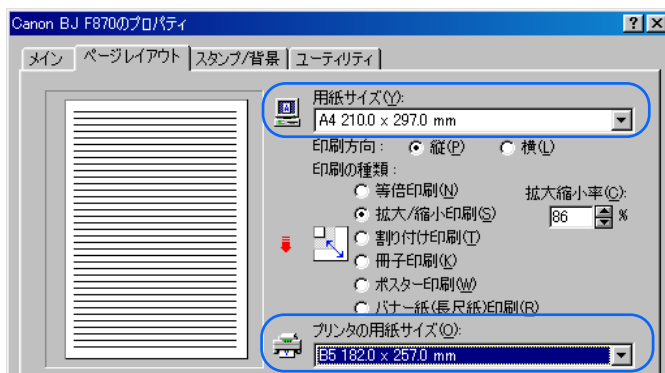 Canon BJ F870のプロパティ
メイン ページレイアウト スタンプ/背景 ユーティリティ
用紙サイズ(Y):
A4 210.0 x 297.0 mm
印刷方向: 縦(P) 横(L)
印刷の種類:
等倍印刷(N) 拡大縮小率(C):
拡大/縮小印刷(S) 86 %
割り付け印刷(T)
冊子印刷(K)
ポスター印刷(W)
バナー紙(長尺紙)印刷(R)
プリンタの用紙サイズ(O):
B5 182.0 x 257.0 mm